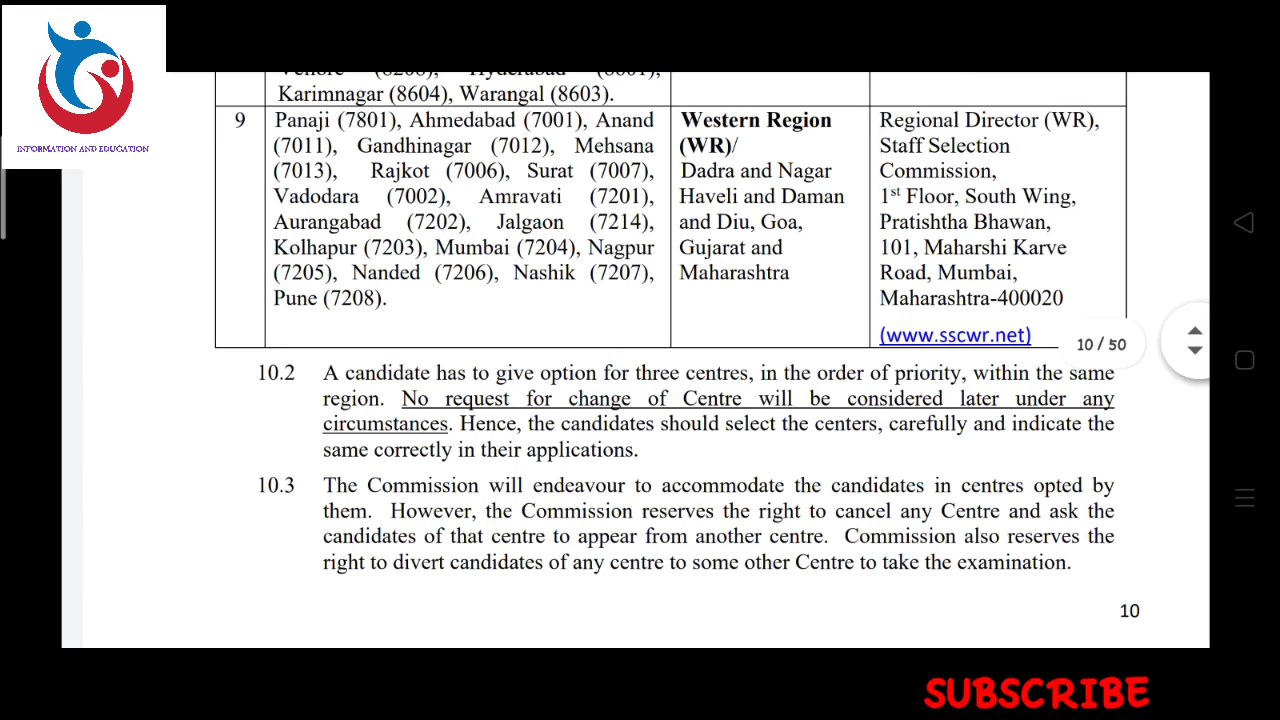 INFORMATION AND EDUCATION
Vellore (8208), Hyderabad (8601),
Karimnagar (8604), Warangal (8603).
9
Panaji (7801), Ahmedabad (7001), Anand
(7011), Gandhinagar (7012), Mehsana
(7013), Rajkot (7006), Surat (7007),
Vadodara (7002), Amravati (7201),
Aurangabad (7202), Jalgaon (7214),
Kolhapur (7203), Mumbai (7204), Nagpur
(7205), Nanded (7206), Nashik (7207),
Pune (7208).
Western Region
(WR)/
Dadra and Nagar
Haveli and Daman
and Diu, Goa,
Gujarat and
Maharashtra
Regional Director (WR),
Staff Selection
Commission,
1st Floor, South Wing,
Pratishtha Bhawan,
101, Maharshi Karve
Road, Mumbai,
Maharashtra-400020
(www.sscwr.net)
10 / 50
10.2 A candidate has to give option for three centres, in the order of priority, within the same
region. No request for change of Centre will be considered later under any
circumstances. Hence, the candidates should select the centers, carefully and indicate the
same correctly in their applications.
10.3 The Commission will endeavour to accommodate the candidates in centres opted by
them. However, the Commission reserves the right to cancel any Centre and ask the
candidates of that centre to appear from another centre. Commission also reserves the
right to divert candidates of any centre to some other Centre to take the examination.
10
SUBSCRIBE